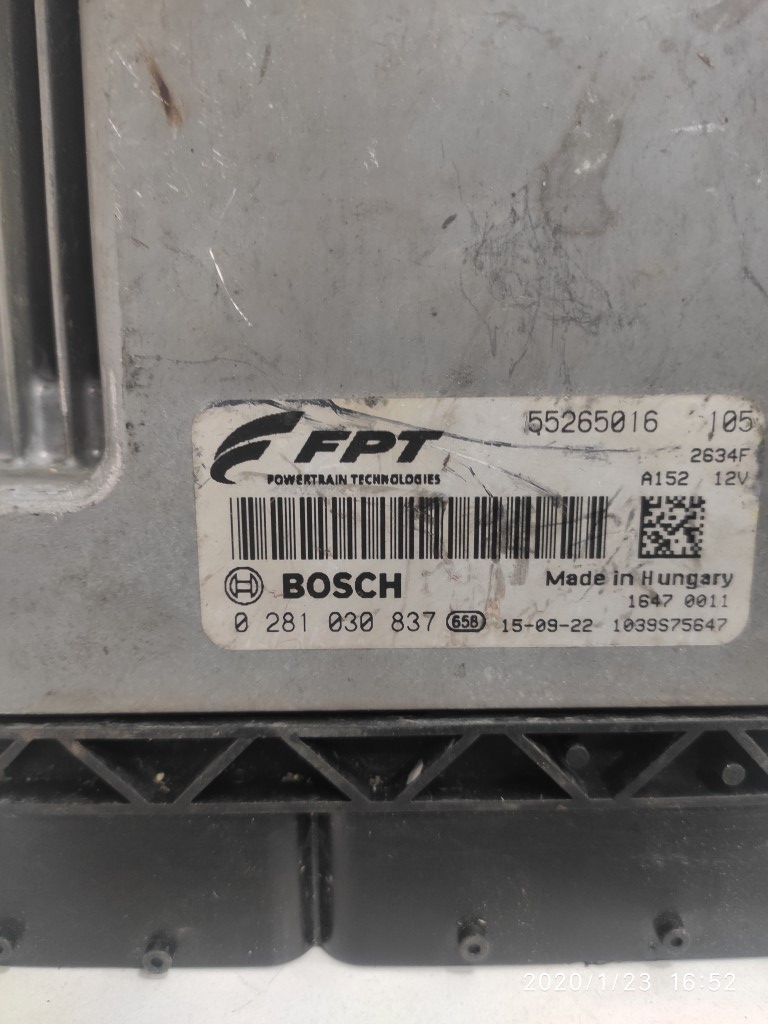 FPT
POWERTRAIN TECHNOLOGIES
55265016 105
2634F
A152 12V
BOSCH
Made in Hungary
1647 0011
0 281 030 837 658 15-09-22 1039S75647
2020/1/23 16:52